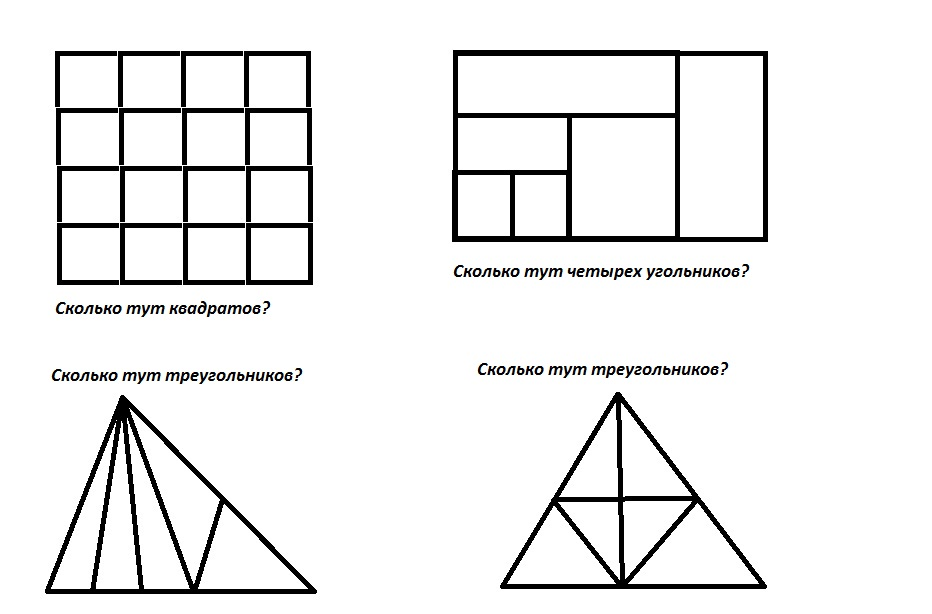 Сколько тут четырех угольников?
Сколько тут квадратов?
Сколько тут треугольников?
Сколько тут треугольников?